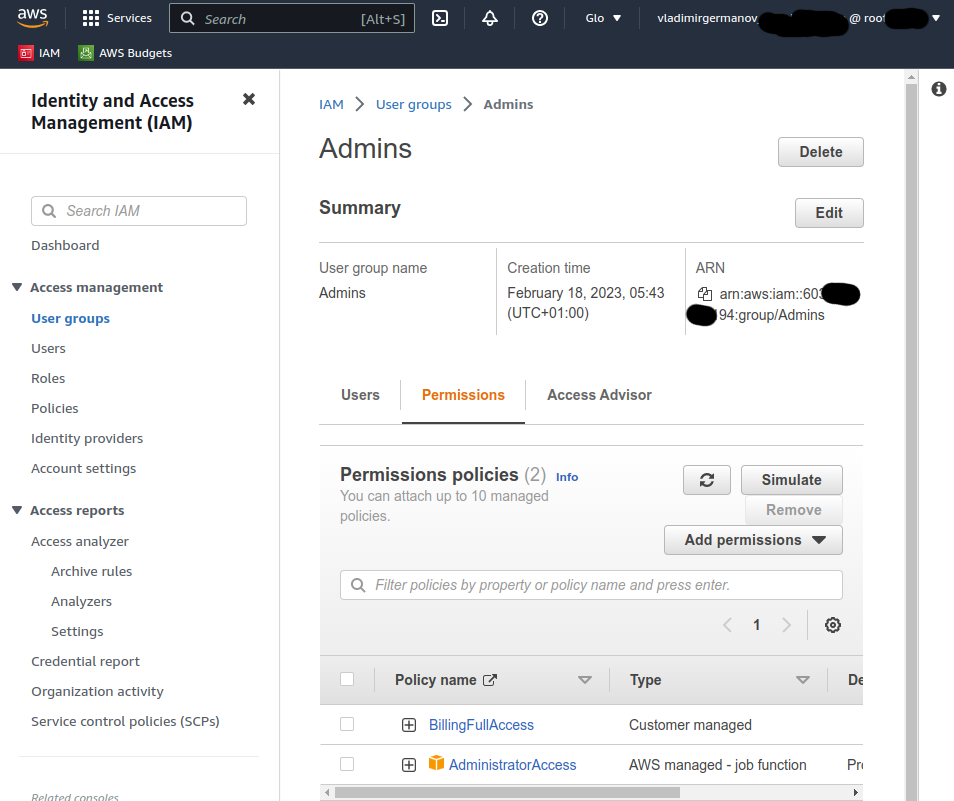 aws
Services
Search
[Alt+S]
Glo
vladimirgermanov
@ root
IAM
AWS Budgets
Identity and Access
Management (IAM)
Search IAM
Dashboard
Access management
User groups
Users
Roles
Policies
Identity providers
Account settings
Access reports
Access analyzer
Archive rules
Analyzers
Settings
Credential report
Organization activity
Service control policies (SCPs)
Related consoles
IAM > User groups > Admins
Admins
Delete
Summary
Edit
User group name
Admins
Creation time
February 18, 2023, 05:43
(UTC+01:00)
ARN
arn:aws:iam::603
94:group/Admins
Users
Permissions
Access Advisor
Permissions policies (2) Info
You can attach up to 10 managed
policies.
Simulate
Remove
Add permissions
Filter policies by property or policy name and press enter.
1
Policy name
Type
De
BillingFullAccess
Customer managed
AdministratorAccess
AWS managed - job function
Pro